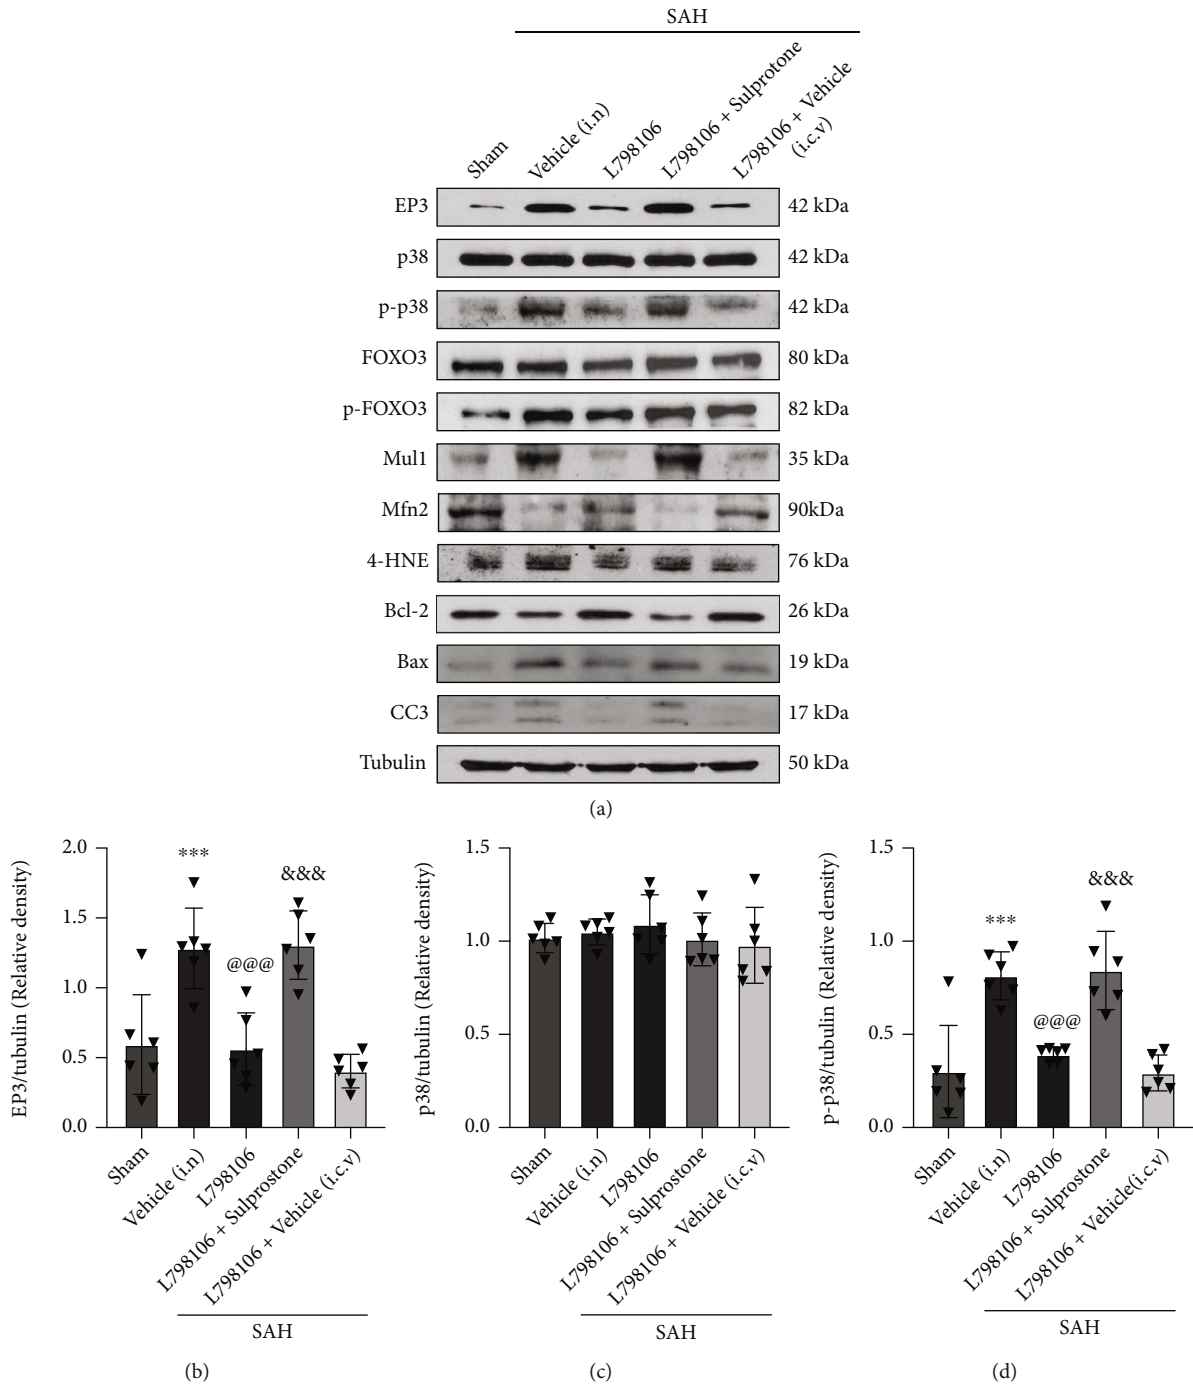 SAH
Sham
Vehicle (i.n)
L798106
L798106 + Sulprotone
L798106 + Vehicle
(i.c.v)
EP3 42 kDa
p38 42 kDa
p-p38 42 kDa
FOXO3 80 kDa
p-FOXO3 82 kDa
Mul1 35 kDa
Mfn2 90kDa
4-HNE 76 kDa
Bcl-2 26 kDa
Bax 19 kDa
CC3 17 kDa
Tubulin 50 kDa
(a)
EP3/tubulin (Relative density)
2.0
1.5
1.0
0.5
0.0
***
@@@
&&&
Sham
Vehicle (i.n)
L798106
L798106 + Sulprostone
L798106 + Vehicle (i.c.v)
SAH
(b)
p38/tubulin (Relative density)
1.5
1.0
0.5
0.0
Sham
Vehicle (i.n)
L798106
L798106 + Sulprostone
L798106 + Vehicle (i.c.v)
SAH
(c)
p-p38/tubulin (Relative density)
1.5
1.0
0.5
0.0
***
@@@
&&&
Sham
Vehicle (i.n)
L798106
L798106 + Sulprostone
L798106 + Vehicle(i.c.v)
SAH
(d)